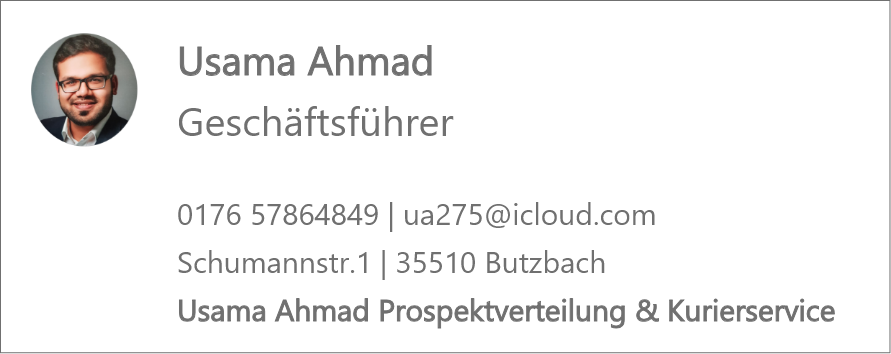 Usama Ahmad
Geschäftsführer
0176 57864849 | ua275@icloud.com
Schumannstr.1 | 35510 Butzbach
Usama Ahmad Prospektverteilung & Kurierservice